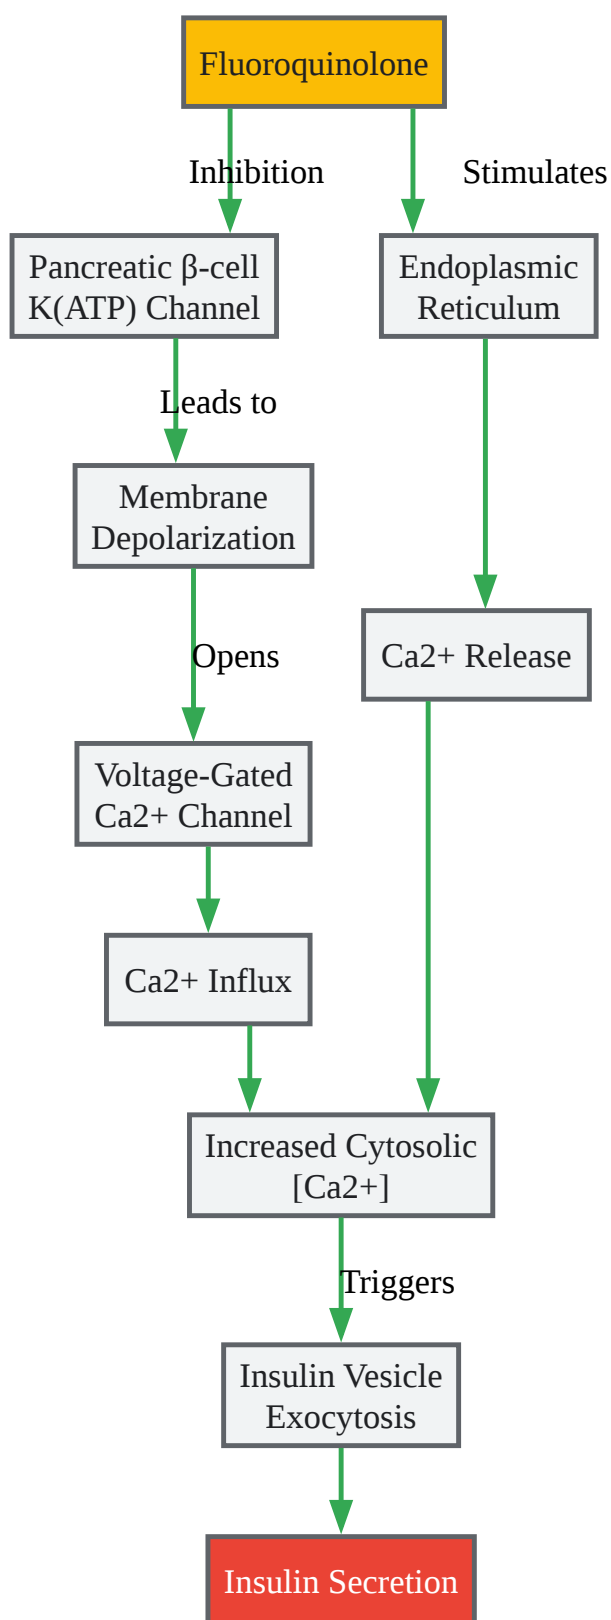 Fluoroquinolone
Inhibition
Stimulates
Pancreatic β-cell
K(ATP) Channel
Endoplasmic
Reticulum
Leads to
Membrane
Depolarization
Opens
Ca2+ Release
Voltage-Gated
Ca2+ Channel
Ca2+ Influx
Increased Cytosolic
[Ca2+]
Triggers
Insulin Vesicle
Exocytosis
Insulin Secretion